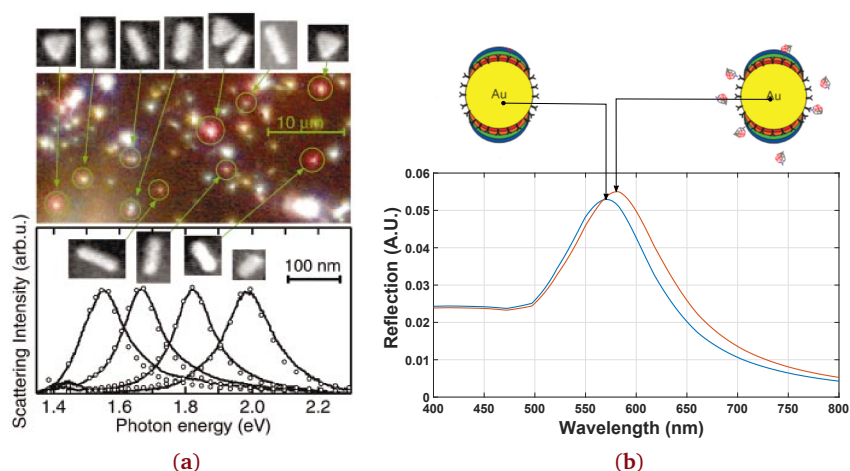 10 µm
Scattering Intensity (arb.u.)
100 nm
1.4 1.6 1.8 2.0 2.2
Photon energy (eV)
(a)
Au
Au
Reflection (A.U.)
0.06
0.05
0.04
0.03
0.02
0.01
0
400 450 500 550 600 650 700 750 800
Wavelength (nm)
(b)